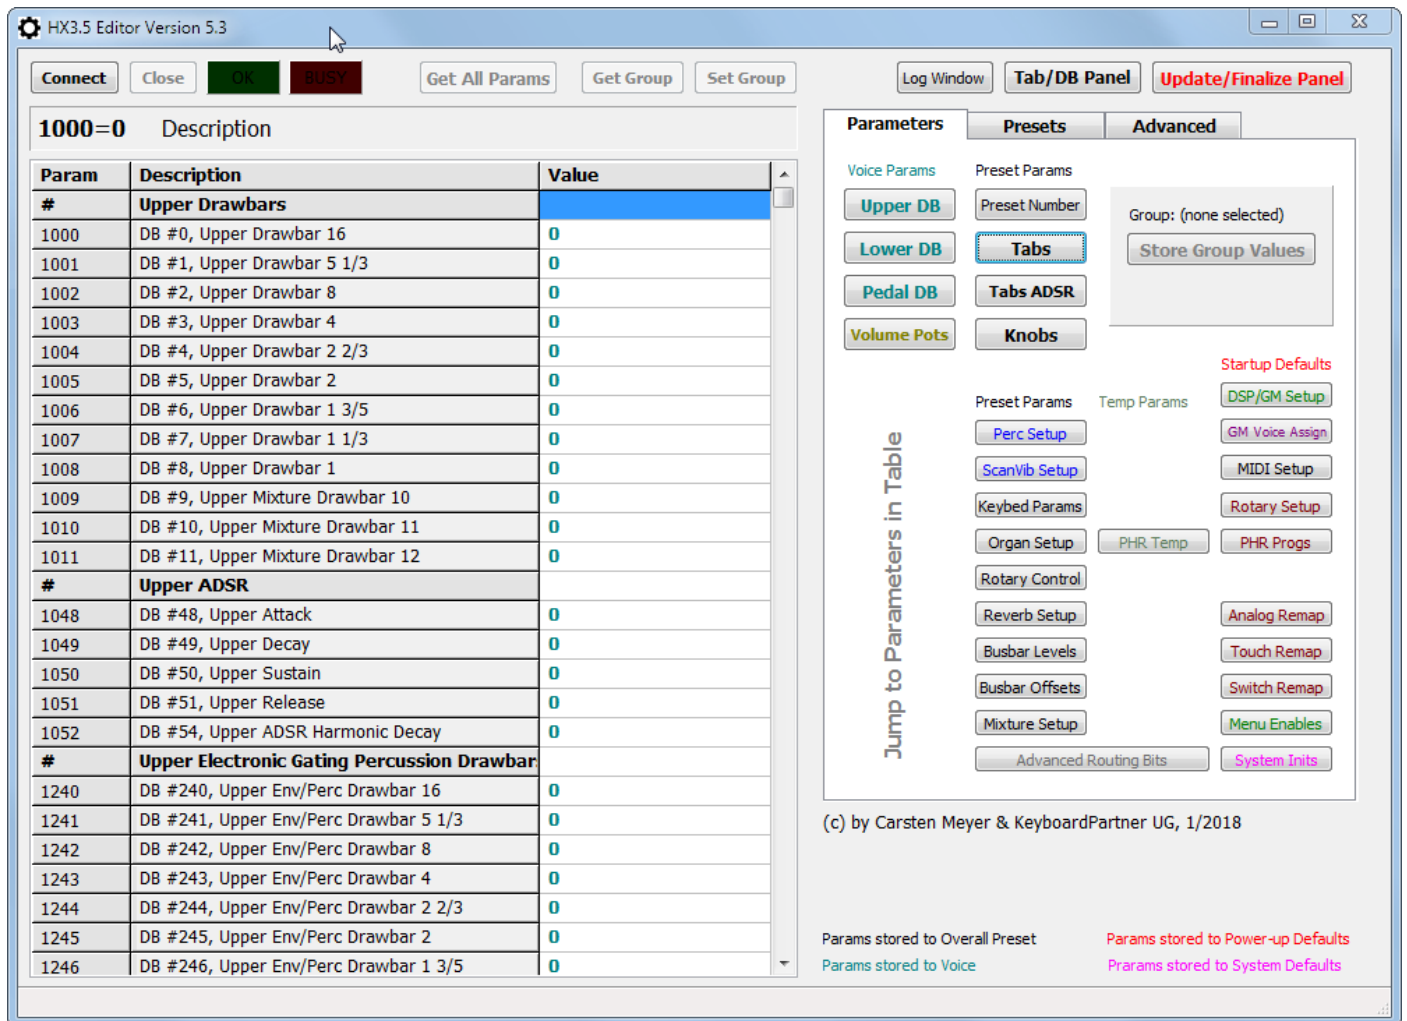 HX3.5 Editor Version 5.3
Connect Close OK BUSY Get All Params Get Group Set Group Log Window Tab/DB Panel Update/Finalize Panel
1000=0 Description
Param Description Value
# Upper Drawbars
1000 DB #0, Upper Drawbar 16 0
1001 DB #1, Upper Drawbar 5 1/3 0
1002 DB #2, Upper Drawbar 8 0
1003 DB #3, Upper Drawbar 4 0
1004 DB #4, Upper Drawbar 2 2/3 0
1005 DB #5, Upper Drawbar 2 0
1006 DB #6, Upper Drawbar 1 3/5 0
1007 DB #7, Upper Drawbar 1 1/3 0
1008 DB #8, Upper Drawbar 1 0
1009 DB #9, Upper Mixture Drawbar 10 0
1010 DB #10, Upper Mixture Drawbar 11 0
1011 DB #11, Upper Mixture Drawbar 12 0
# Upper ADSR
1048 DB #48, Upper Attack 0
1049 DB #49, Upper Decay 0
1050 DB #50, Upper Sustain 0
1051 DB #51, Upper Release 0
1052 DB #54, Upper ADSR Harmonic Decay 0
# Upper Electronic Gating Percussion Drawbar
1240 DB #240, Upper Env/Perc Drawbar 16 0
1241 DB #241, Upper Env/Perc Drawbar 5 1/3 0
1242 DB #242, Upper Env/Perc Drawbar 8 0
1243 DB #243, Upper Env/Perc Drawbar 4 0
1244 DB #244, Upper Env/Perc Drawbar 2 2/3 0
1245 DB #245, Upper Env/Perc Drawbar 2 0
1246 DB #246, Upper Env/Perc Drawbar 1 3/5 0
Parameters Presets Advanced
Voice Params Preset Params
Upper DB Preset Number
Group: (none selected)
Lower DB Tabs Store Group Values
Pedal DB Tabs ADSR
Volume Pots Knobs
Startup Defaults
Preset Params Temp Params DSP/GM Setup
Perc Setup GM Voice Assign
ScanVib Setup MIDI Setup
Keybed Params Rotary Setup
Organ Setup PHR Temp PHR Progs
Rotary Control
Reverb Setup Analog Remap
Busbar Levels Touch Remap
Busbar Offsets Switch Remap
Mixture Setup Menu Enables
Advanced Routing Bits System Inits
Jump to Parameters in Table
(c) by Carsten Meyer & KeyboardPartner UG, 1/2018
Params stored to Overall Preset Params stored to Power-up Defaults
Params stored to Voice Prarams stored to System Defaults